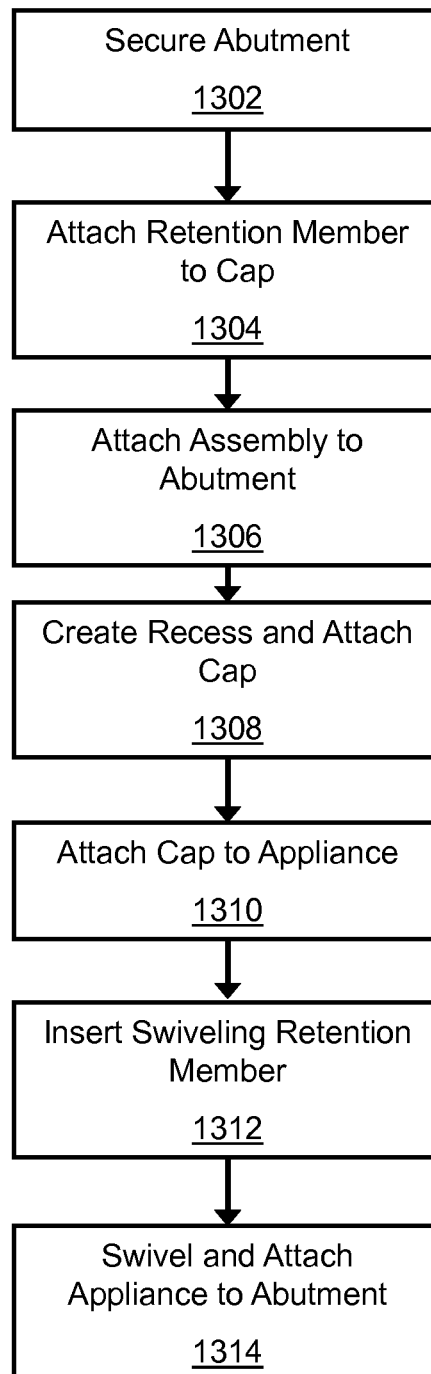 Secure Abutment
1302
Attach Retention Member
to Cap
1304
Attach Assembly to
Abutment
1306
Create Recess and Attach
Cap
1308
Attach Cap to Appliance
1310
Insert Swiveling Retention
Member
1312
Swivel and Attach
Appliance to Abutment
1314